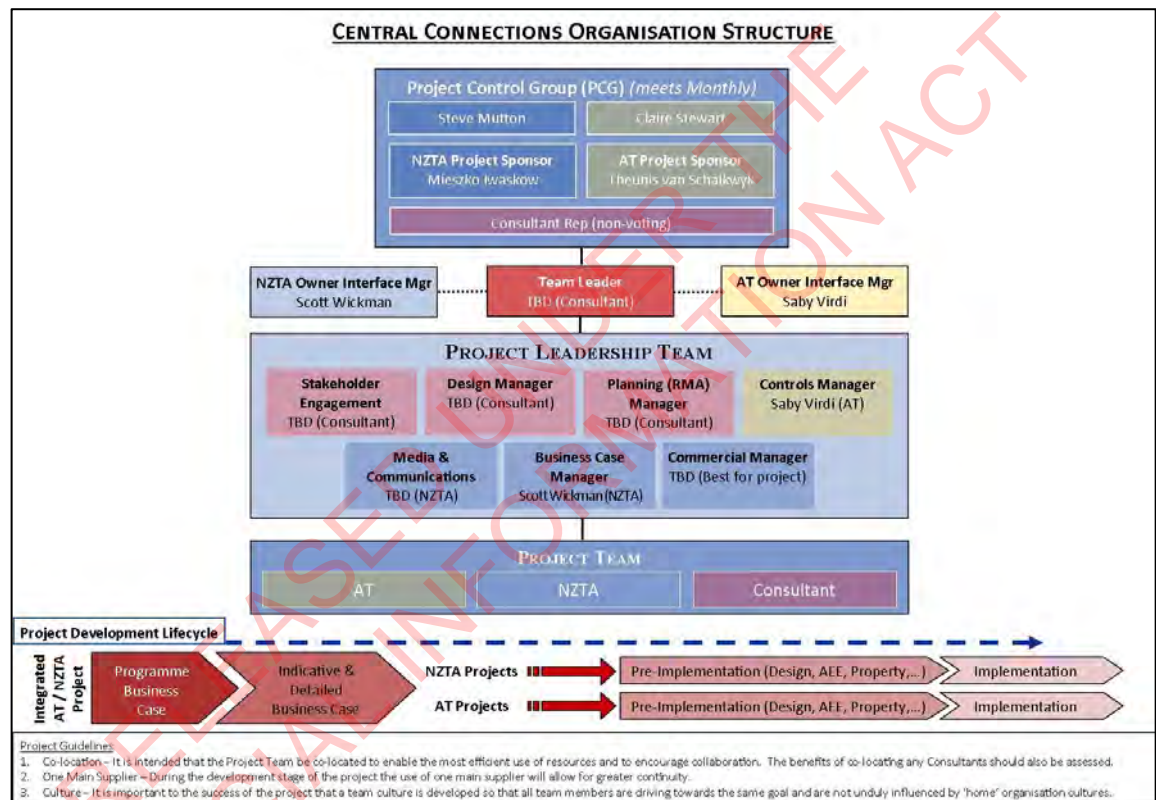 CENTRAL CONNECTIONS ORGANISATION STRUCTURE
Project Control Group (PCG) (meets Monthly)
Steve Mutton
Claire Stewart
NZTA Project Sponsor
Mieszko Iwaskow
AT Project Sponsor
Theunis van Schalkwyk
Consultant Rep (non-voting)
NZTA Owner Interface Mgr
Scott Wickman
Team Leader
TBD (Consultant)
AT Owner Interface Mgr
Saby Virdi
PROJECT LEADERSHIP TEAM
Stakeholder
Engagement
TBD (Consultant)
Design Manager
TBD (Consultant)
Planning (RMA)
Manager
TBD (Consultant)
Controls Manager
Saby Virdi (AT)
Media &
Communications
TBD (NZTA)
Business Case
Manager
Scott Wickman (NZTA)
Commercial Manager
TBD (Best for project)
PROJECT TEAM
AT
NZTA
Consultant
Project Development Lifecycle
Integrated
AT / NZTA
Project
Programme
Business
Case
Indicative &
Detailed
Business Case
NZTA Projects
Pre-Implementation (Design, AEE, Property,...)
Implementation
AT Projects
Pre-Implementation (Design, AEE, Property,...)
Implementation
Project Guidelines
1. Co-location – It is intended that the Project Team be co-located to enable the most efficient use of resources and to encourage collaboration. The benefits of co-locating any Consultants should also be assessed.
2. One Main Supplier – During the development stage of the project the use of one main supplier will allow for greater continuity.
3. Culture – It is important to the success of the project that a team culture is developed so that all team members are driving towards the same goal and are not unduly influenced by 'home' organisation cultures.
RELEASED UNDER THE
INFORMATION ACT